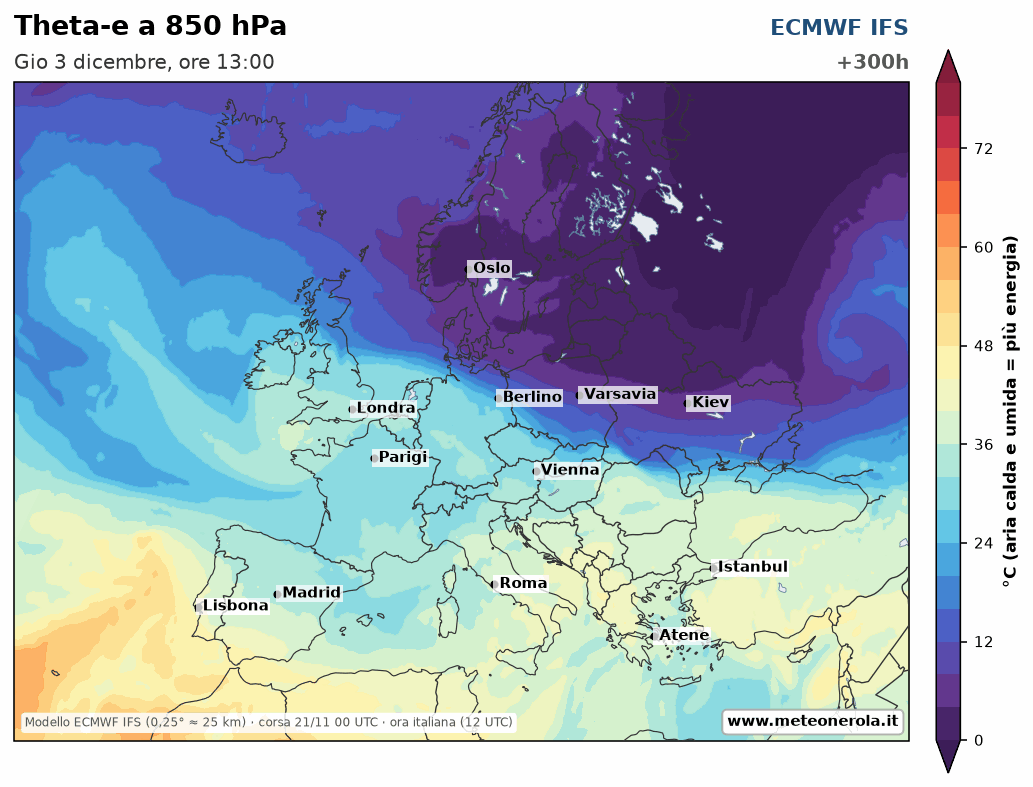 Theta-e a 850 hPa
ECMWF IFS
Gio 3 dicembre, ore 13:00
+300h
72
60
48
36
24
12
0
°C (aria calda e umida = più energia)
Oslo
Berlino
Varsavia
Kiev
Londra
Parigi
Vienna
Istanbul
Roma
Madrid
Lisbona
Atene
Modello ECMWF IFS (0,25° ≈ 25 km) · corsa 21/11 00 UTC · ora italiana (12 UTC)
www.meteonerola.it